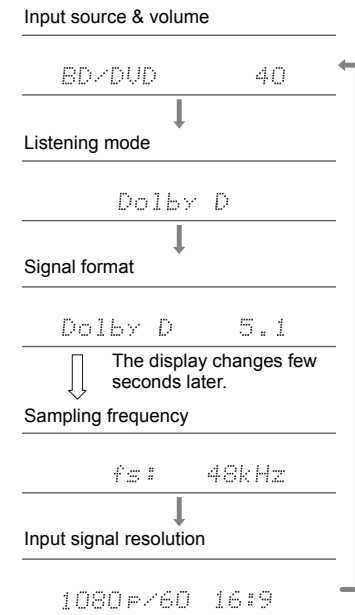 Input source & volume
BD/DVD 40
Listening mode
Dolby D
Signal format
Dolby D 5.1
The display changes few
seconds later.
Sampling frequency
fs: 48kHz
Input signal resolution
1080p/60 16:9